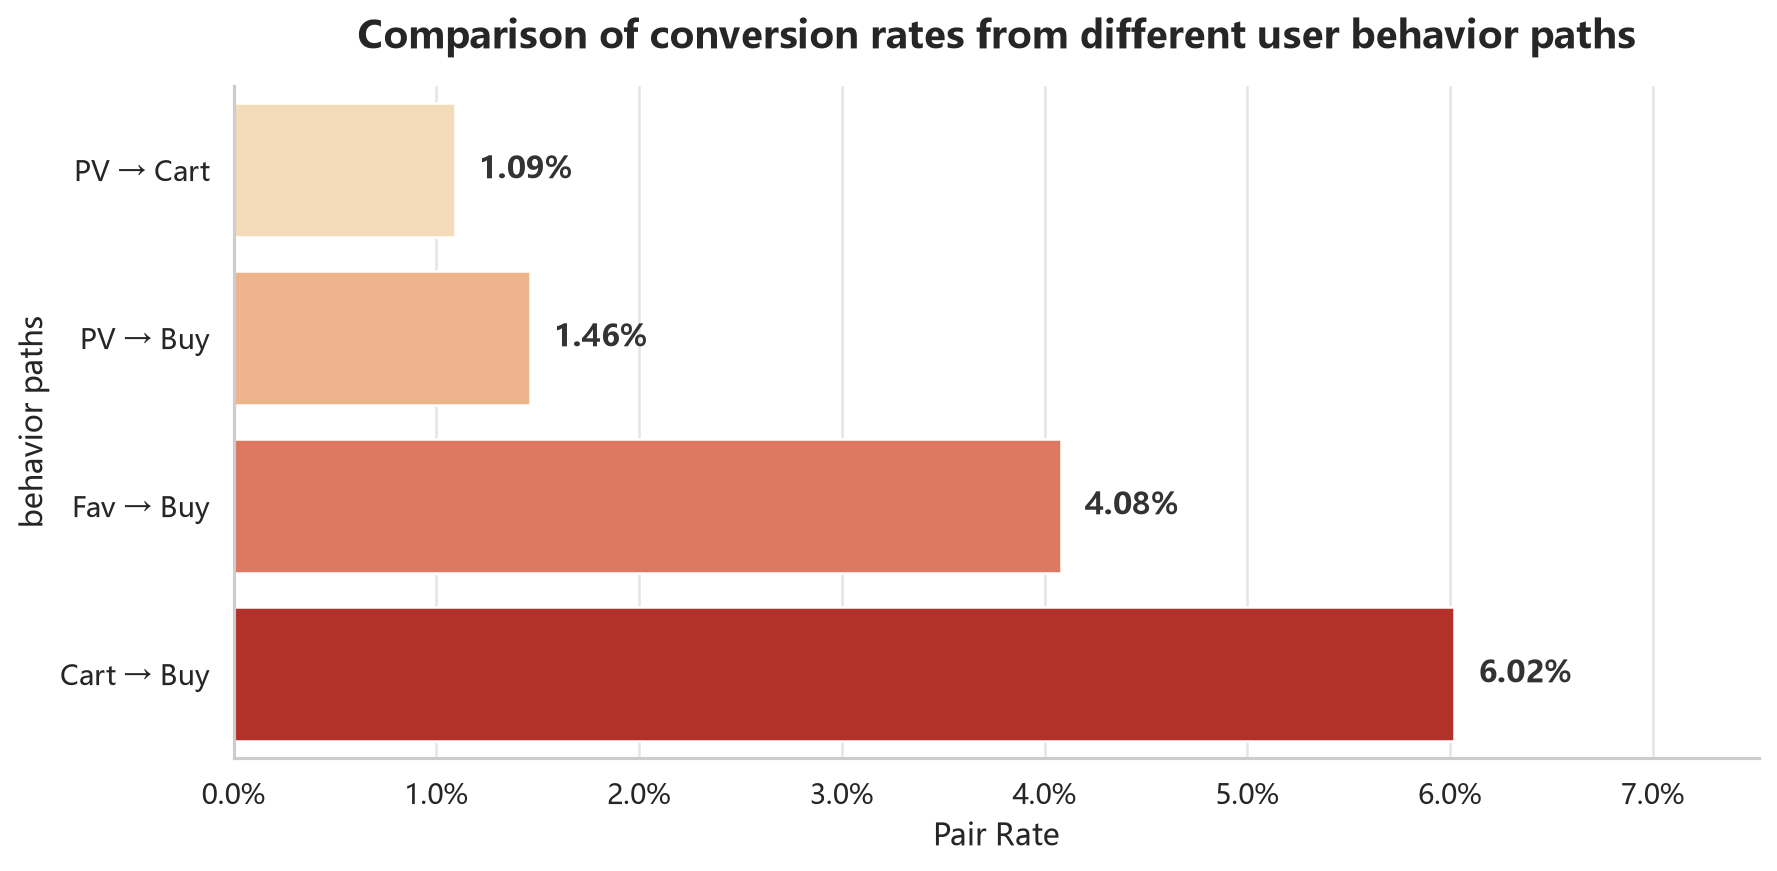 Comparison of conversion rates from different user behavior paths
behavior paths
PV → Cart
1.09%
PV → Buy
1.46%
Fav → Buy
4.08%
Cart → Buy
6.02%
0.0% 1.0% 2.0% 3.0% 4.0% 5.0% 6.0% 7.0%
Pair Rate